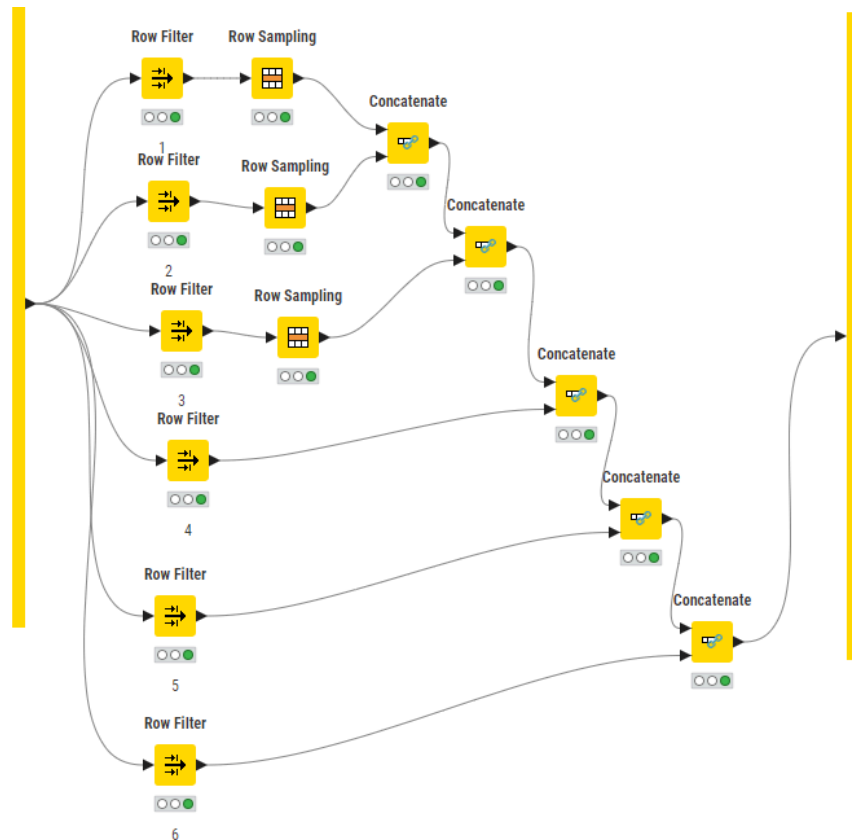 Row Filter
Row Sampling
Concatenate
1
Row Filter
Row Sampling
Concatenate
2
Row Filter
Row Sampling
Concatenate
3
Row Filter
Concatenate
4
Row Filter
Concatenate
5
Row Filter
6